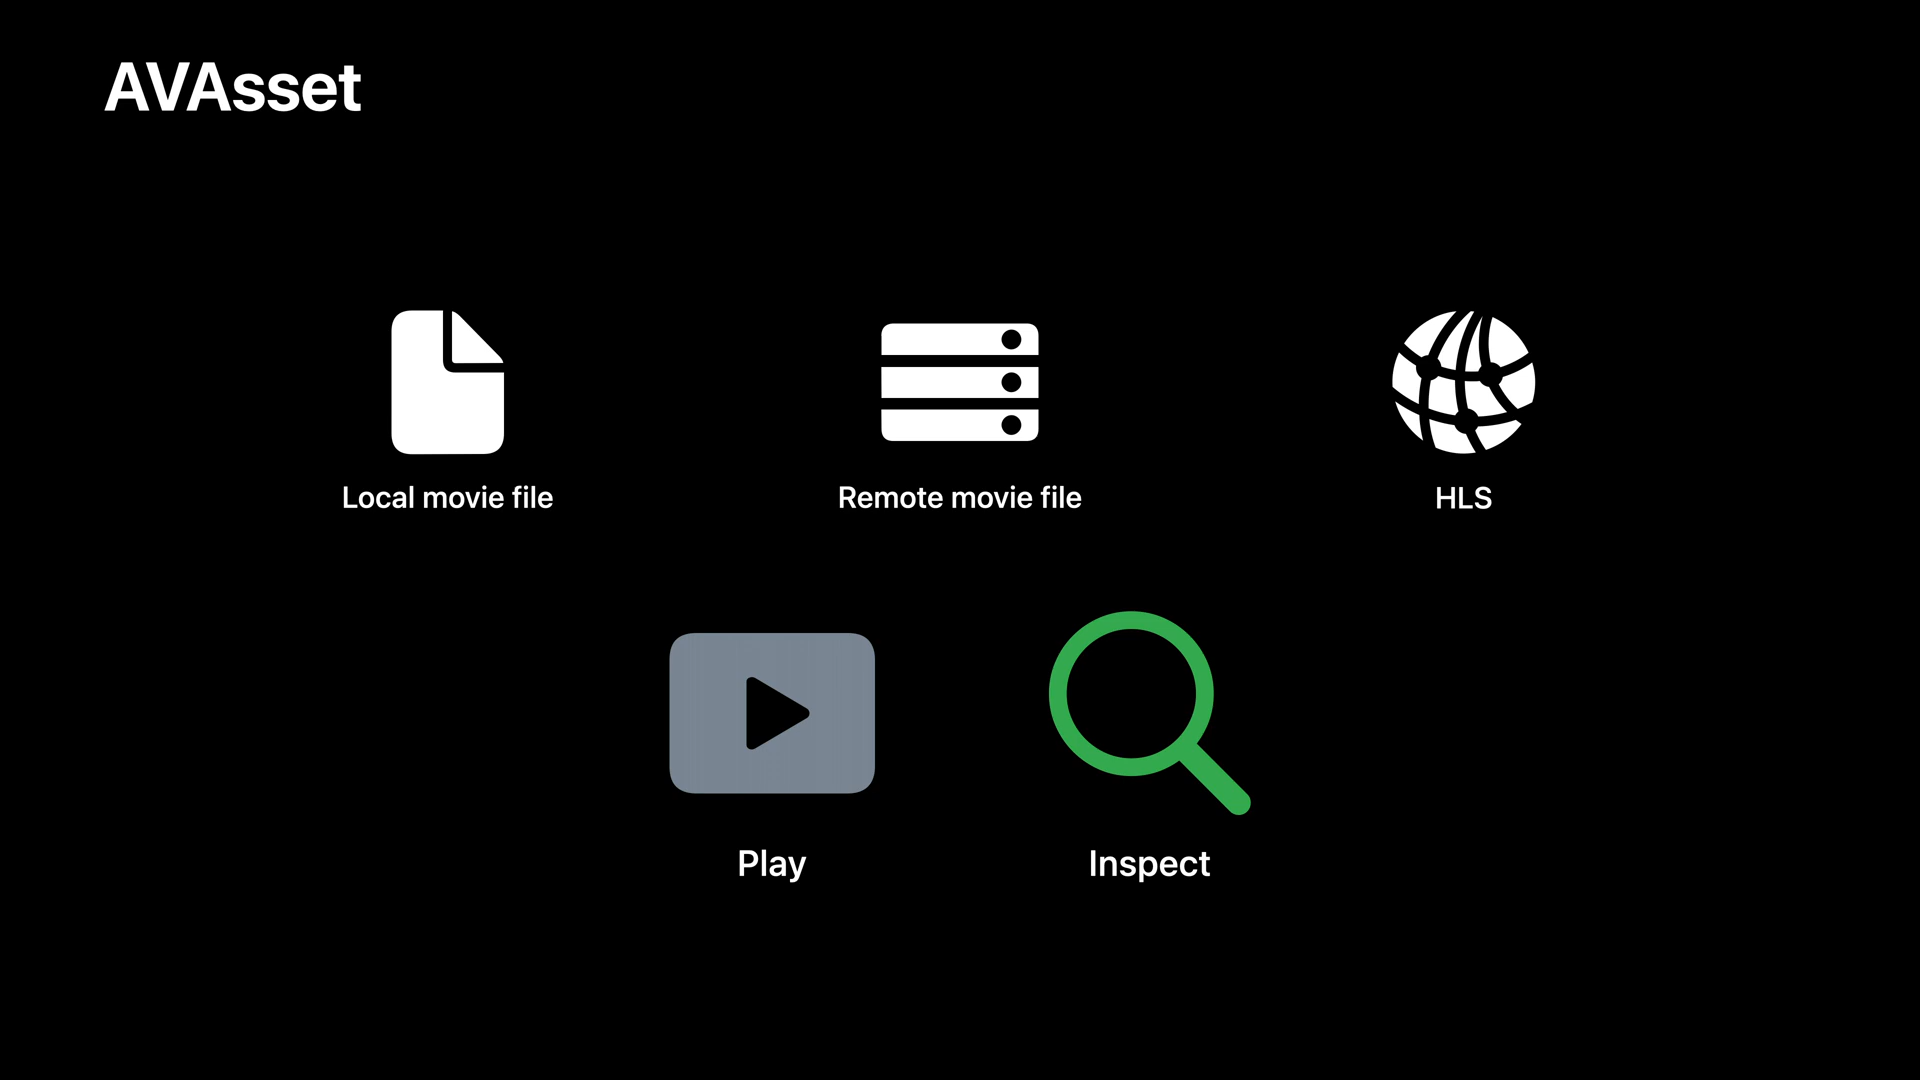 AVAsset
Local movie file
Remote movie file
HLS
Play
Inspect